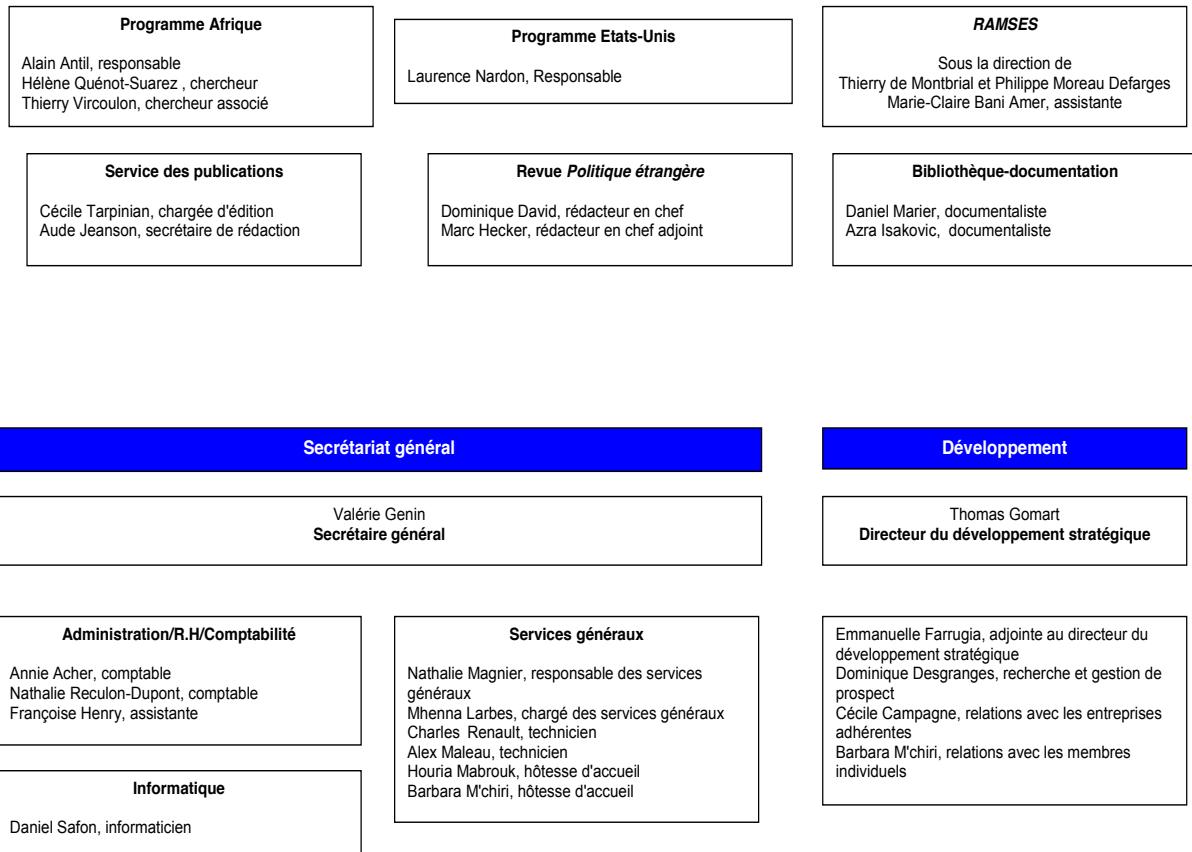 Programme Afrique
Alain Antil, responsable
Hélène Quénot-Suarez , chercheur
Thierry Vircoulon, chercheur associé
Programme Etats-Unis
Laurence Nardon, Responsable
RAMSES
Sous la direction de
Thierry de Montbrial et Philippe Moreau Defarges
Marie-Claire Bani Amer, assistante
Service des publications
Cécile Tarpinian, chargée d'édition
Aude Jeanson, secrétaire de rédaction
Revue Politique étrangère
Dominique David, rédacteur en chef
Marc Hecker, rédacteur en chef adjoint
Bibliothèque-documentation
Daniel Marier, documentaliste
Azra Isakovic, documentaliste
Secrétariat général
Valérie Genin
Secrétaire général
Administration/R.H/Comptabilité
Annie Acher, comptable
Nathalie Reculon-Dupont, comptable
Françoise Henry, assistante
Informatique
Daniel Safon, informaticien
Services généraux
Nathalie Magnier, responsable des services
généraux
Mhenna Larbes, chargé des services généraux
Charles Renault, technicien
Alex Maleau, technicien
Houria Mabrouk, hôtesse d'accueil
Barbara M'chiri, hôtesse d'accueil
Développement
Thomas Gomart
Directeur du développement stratégique
Emmanuelle Farrugia, adjointe au directeur du
développement stratégique
Dominique Desgranges, recherche et gestion de
prospect
Cécile Campagne, relations avec les entreprises
adhérentes
Barbara M'chiri, relations avec les membres
individuels